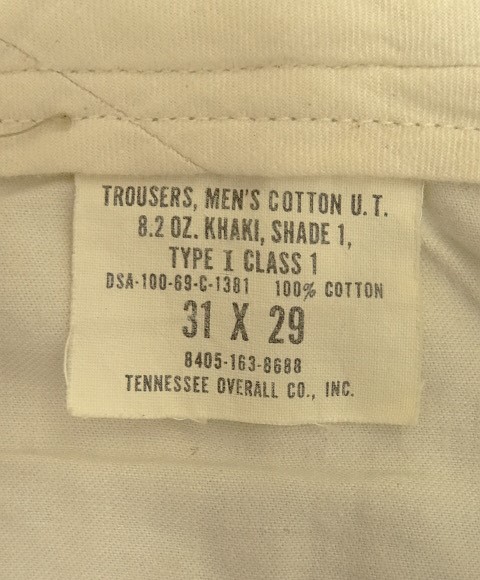 TROUSERS, MEN'S COTTON U.T.
8.2 OZ. KHAKI, SHADE 1,
TYPE I CLASS 1
DSA-100-69-C-1381 100% COTTON
31 X 29
8405-163-8688
TENNESSEE OVERALL CO., INC.